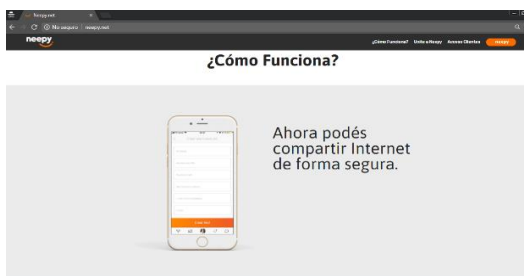 Neepy.net
No seguro | neepy.net
neepy
¿Cómo Funciona? Unite a Neepy Acceso Clientes
¿Cómo Funciona?
Ahora podés
compartir Internet
de forma segura.